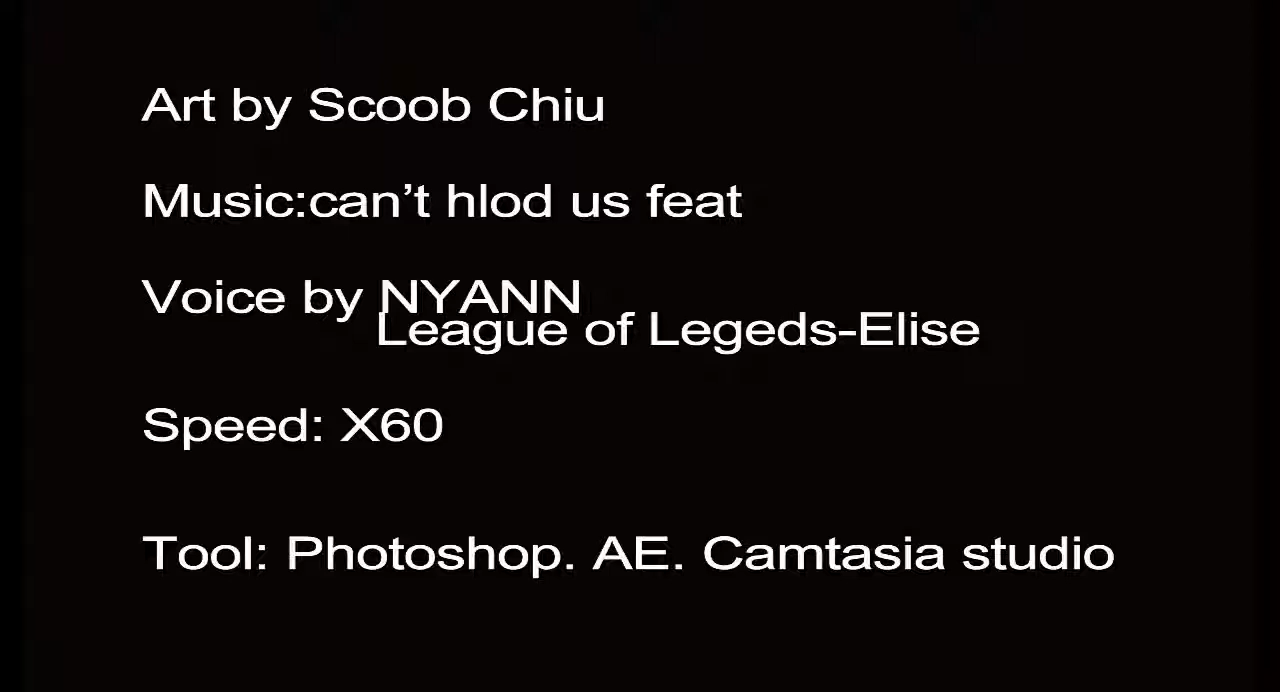 Art by Scoob Chiu
Music:can’t hlod us feat
Voice by NYANN
League of Legeds-Elise
Speed: X60
Tool: Photoshop. AE. Camtasia studio